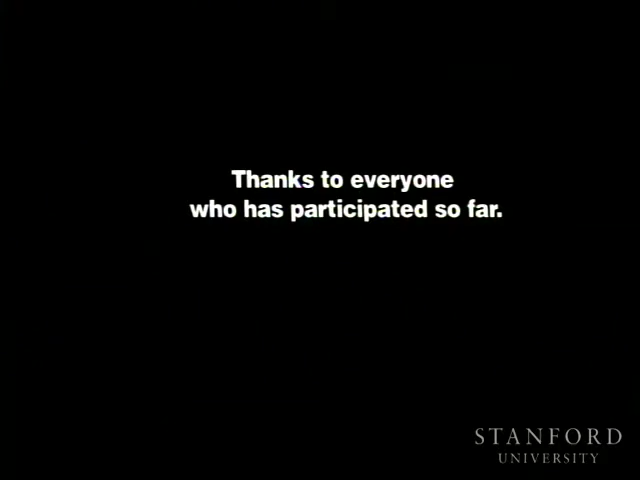 Thanks to everyone
who has participated so far.
STANFORD
UNIVERSITY